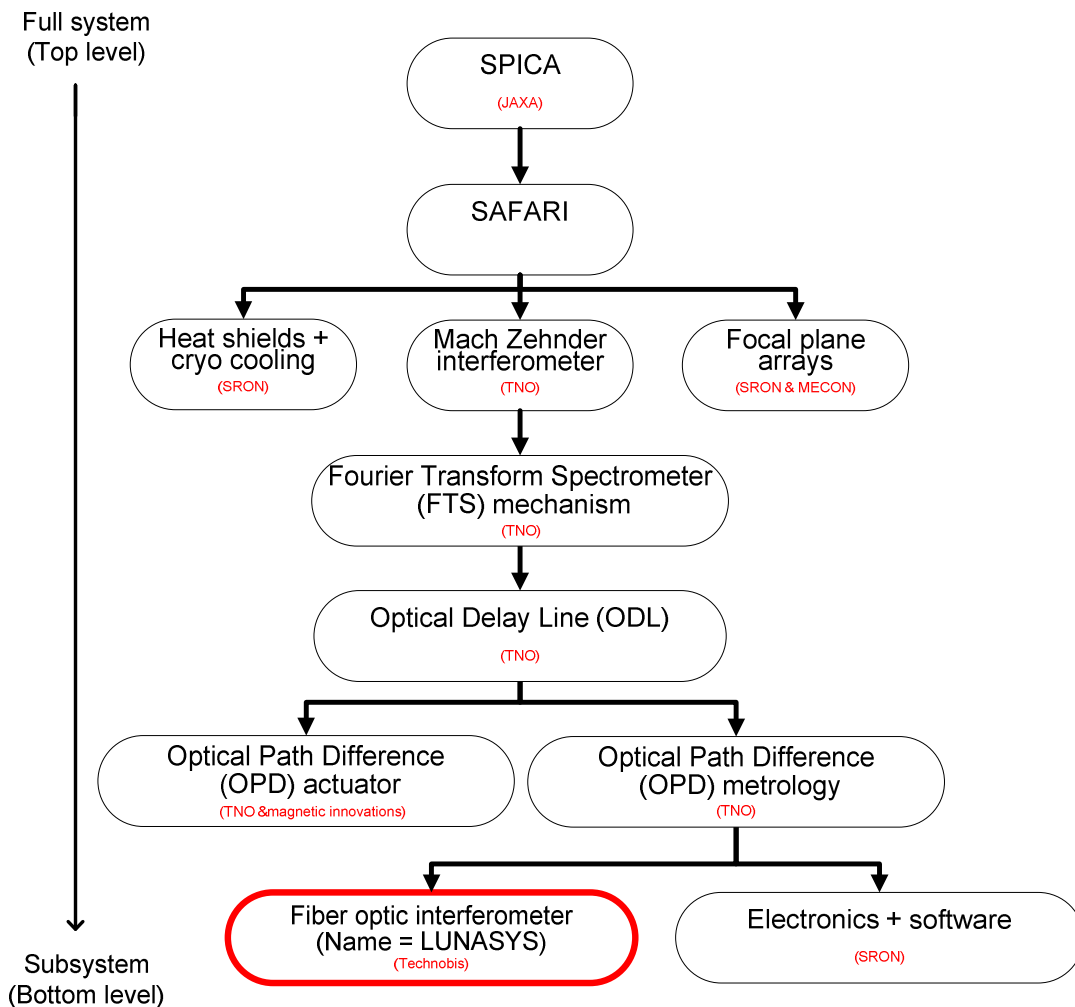 Full system
(Top level)
SPICA
(JAXA)
SAFARI
Heat shields +
cryo cooling
(SRON)
Mach Zehnder
interferometer
(TNO)
Focal plane
arrays
(SRON & MECON)
Fourier Transform Spectrometer
(FTS) mechanism
(TNO)
Optical Delay Line (ODL)
(TNO)
Optical Path Difference
(OPD) actuator
(TNO &magnetic innovations)
Optical Path Difference
(OPD) metrology
(TNO)
Fiber optic interferometer
(Name = LUNASYS)
(Technobis)
Electronics + software
(SRON)
Subsystem
(Bottom level)